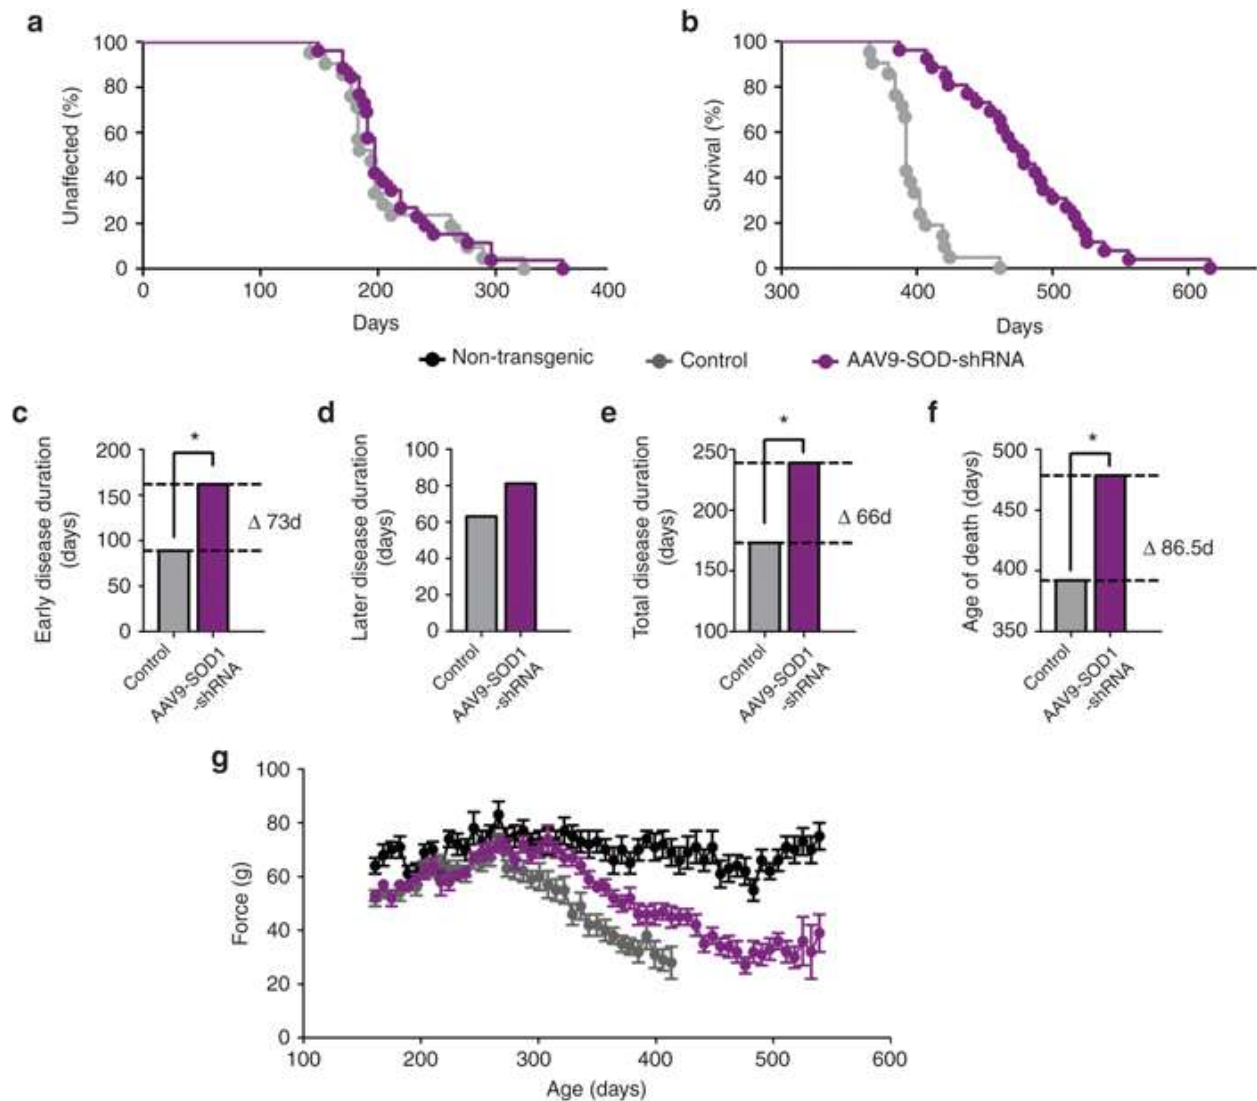 a
100
80
60
40
20
0
Unaffected (%)
0
100
200
300
400
Days
b
100
80
60
40
20
0
Survival (%)
300
400
500
600
Days
Non-transgenic
Control
AAV9-SOD-shRNA
c
200
150
100
50
0
Early disease duration
(days)
*
Δ 73d
Control
AAV9-SOD1
-shRNA
d
100
80
60
40
20
0
Later disease duration
(days)
Control
AAV9-SOD1
-shRNA
e
250
200
150
100
Total disease duration
(days)
*
Δ 66d
Control
AAV9-SOD1
-shRNA
f
500
450
400
350
Age of death (days)
*
Δ 86.5d
Control
AAV9-SOD1
-shRNA
g
100
80
60
40
20
0
Force (g)
100
200
300
400
500
600
Age (days)